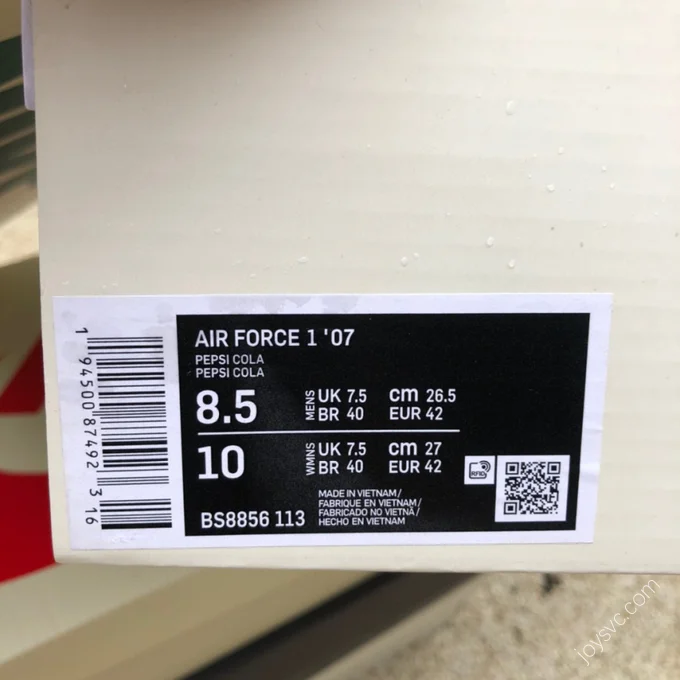 AIR FORCE 1 '07
PEPSI COLA
PEPSI COLA
8.5 MENS UK 7.5 cm 26.5
BR 40 EUR 42
10 WMNS UK 7.5 cm 27
BR 40 EUR 42
RFID
BS8856 113
MADE IN VIETNAM/
FABRIQUE EN VIETNAM/
FABRICADO NO VIETNÃ/
HECHO EN VIETNAM
1 94500 87492 3 16
joysvc.com